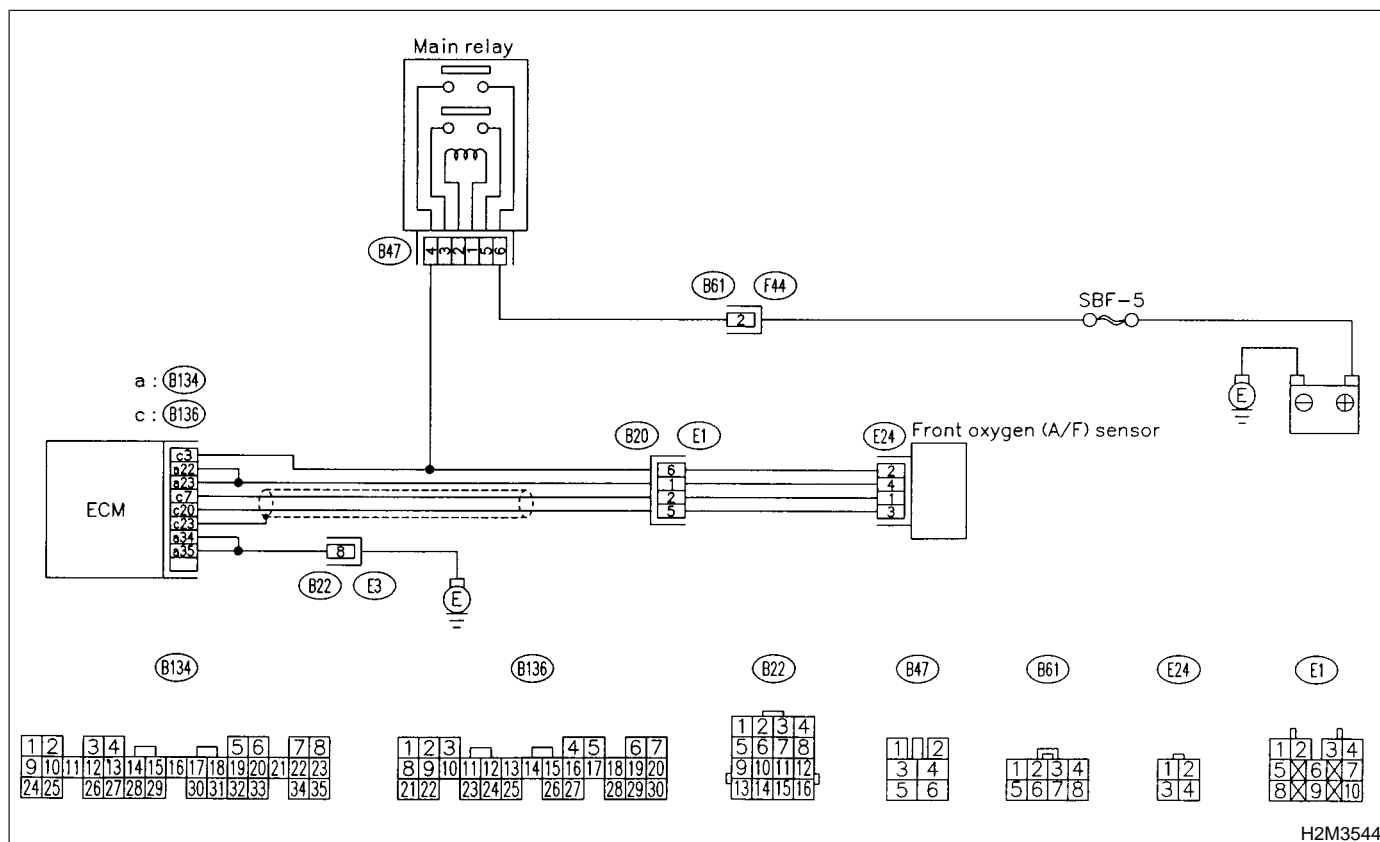 Main relay
B47
4 3 2 1 5 6
B61 F44
2
SBF-5
E
a : B134
c : B136
B20 E1
E24
Front oxygen (A/F) sensor
ECM
c3
a22
a23
c7
c20
c23
a34
a35
6
1
2
5
2
4
1
3
8
B22 E3
E
B134
B136
B22
B47
B61
E24
E1
1 2 3 4 5 6 7 8
9 10 11 12 13 14 15 16 17 18 19 20 21 22 23
24 25 26 27 28 29 30 31 32 33 34 35
1 2 3 4 5 6 7
8 9 10 11 12 13 14 15 16 17 18 19 20
21 22 23 24 25 26 27 28 29 30
1 2 3 4
5 6 7 8
9 10 11 12
13 14 15 16
1 2
3 4
5 6
1 2 3 4
5 6 7 8
1 2
3 4
1 2 3 4
5 6 7
8 9 10
H2M3544